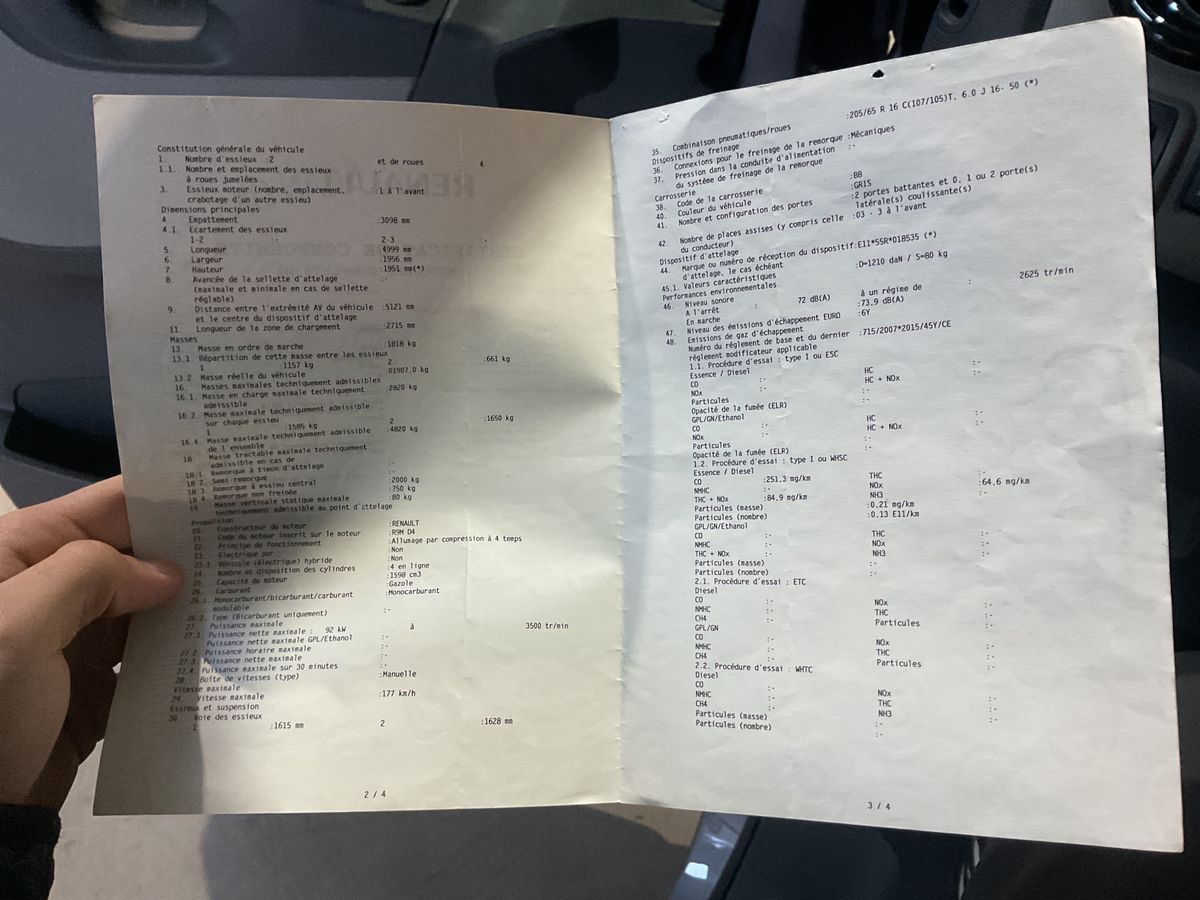 Constitution générale du véhicule
1. Nombre d'essieux :2 et de roues 4
1.1. Nombre et emplacement des essieux
à roues jumelées
3. Essieux moteur (nombre, emplacement, :1 à l'avant
crabotage d'un autre essieu)
Dimensions principales
4. Empattement :3098 mm
4.1. Ecartement des essieux
1-2 2-3
5. Longueur :4999 mm
6. Largeur :1956 mm
7. Hauteur :1951 mm(*)
8. Avancée de la sellette d'attelage :-
(maximale et minimale en cas de sellette
réglable)
9. Distance entre l'extrémité AV du véhicule :5121 mm
et le centre du dispositif d'attelage
11. Longueur de la zone de chargement :2715 mm
Masses
13. Masse en ordre de marche :1818 kg
13.1. Répartition de cette masse entre les essieux
1 :1157 kg 2 :661 kg
13.2. Masse réelle du véhicule :01907,0 kg
16. Masses maximales techniquement admissibles
16.1. Masse en charge maximale techniquement :2820 kg
admissible
16.2. Masse maximale techniquement admissible
sur chaque essieu
1 :1585 kg 2 :1650 kg
16.4. Masse maximale techniquement admissible :4820 kg
de l'ensemble
18. Masse tractable maximale techniquement
admissible en cas de
18.1. Remorque à timon d'attelage :-
18.2. Semi-remorque :-
18.3. Remorque à essieu central :2000 kg
18.4. Remorque non freinée :750 kg
19. Masse verticale statique maximale :80 kg
techniquement admissible au point d'attelage
Propulsion
20. Constructeur du moteur :RENAULT
21. Code du moteur inscrit sur le moteur :R9M D4
22. Principe de fonctionnement :Allumage par compression à 4 temps
23. Electrique pur :Non
23.1. Véhicule (électrique) hybride :Non
24. Nombre et disposition des cylindres :4 en ligne
25. Capacité du moteur :1598 cm3
26. Carburant :Gazole
26.1. Monocarburant/bicarburant/carburant :Monocarburant
modulable
26.2. Type (Bicarburant uniquement) :-
27. Puissance maximale
27.1. Puissance nette maximale : 92 kW à 3500 tr/min
Puissance nette maximale GPL/Ethanol :-
27.2. Puissance horaire maximale :-
27.3. Puissance nette maximale :-
27.4. Puissance maximale sur 30 minutes :-
28. Boîte de vitesses (type) :Manuelle
Vitesse maximale
29. Vitesse maximale :177 km/h
Essieux et suspension
30. Voie des essieux
1 :1615 mm 2 :1628 mm
2 / 4
35. Combinaison pneumatiques/roues :205/65 R 16 C(107/105)T, 6.0 J 16- 50 (*)
Dispositifs de freinage
36. Connexions pour le freinage de la remorque :Mécaniques
37. Pression dans la conduite d'alimentation :-
du système de freinage de la remorque
Carrosserie
38. Code de la carrosserie :BB
40. Couleur du véhicule :GRIS
41. Nombre et configuration des portes :2 portes battantes et 0, 1 ou 2 porte(s)
latérale(s) coulissante(s)
42. Nombre de places assises (y compris celle :03 - 3 à l'avant
du conducteur)
Dispositif d'attelage
44. Marque ou numéro de réception du dispositif:E11*55R*018535 (*)
d'attelage, le cas échéant
45.1. Valeurs caractéristiques :D=1210 daN / S=80 kg
Performances environnementales
46. Niveau sonore
A l'arrêt : 72 dB(A) à un régime de : 2625 tr/min
En marche :73,9 dB(A)
47. Niveau des émissions d'échappement EURO :6Y
48. Emissions de gaz d'échappement
Numéro du réglement de base et du dernier :715/2007*2015/45Y/CE
réglement modificateur applicable
1.1. Procédure d'essai : type I ou ESC
Essence / Diesel
CO :- HC :-
NOx :- HC + NOx :-
Particules :-
Opacité de la fumée (ELR) :-
GPL/GN/Ethanol
CO :- HC :-
NOx :- HC + NOx :-
Particules :-
Opacité de la fumée (ELR) :-
1.2. Procédure d'essai : type I ou WHSC
Essence / Diesel
CO :251.3 mg/km THC :-
NMHC :- NOx :64,6 mg/km
THC + NOx :84.9 mg/km NH3 :-
Particules (masse) :0.21 mg/km
Particules (nombre) :0.13 E11/km
GPL/GN/Ethanol
CO :- THC :-
NMHC :- NOx :-
THC + NOx :- NH3 :-
Particules (masse) :-
Particules (nombre) :-
2.1. Procédure d'essai : ETC
Diesel
CO :- NOx :-
NMHC :- THC :-
CH4 :- Particules :-
GPL/GN
CO :- NOx :-
NMHC :- THC :-
CH4 :- Particules :-
2.2. Procédure d'essai : WHTC
Diesel
CO :- NOx :-
NMHC :- THC :-
CH4 :- NH3 :-
Particules (masse) :-
Particules (nombre) :-
3 / 4